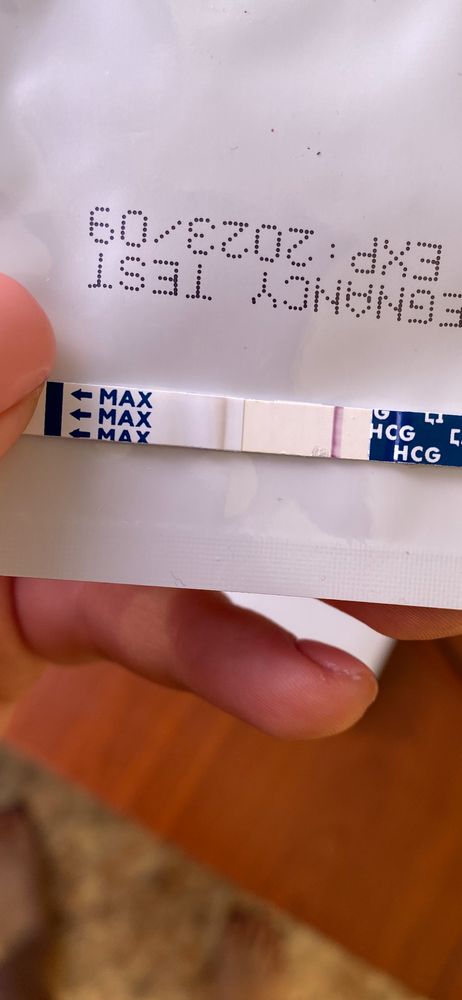 EGNANCY TEST
EXP:2023/09
← MAX
← MAX
← MAX
G
HCG
HCG